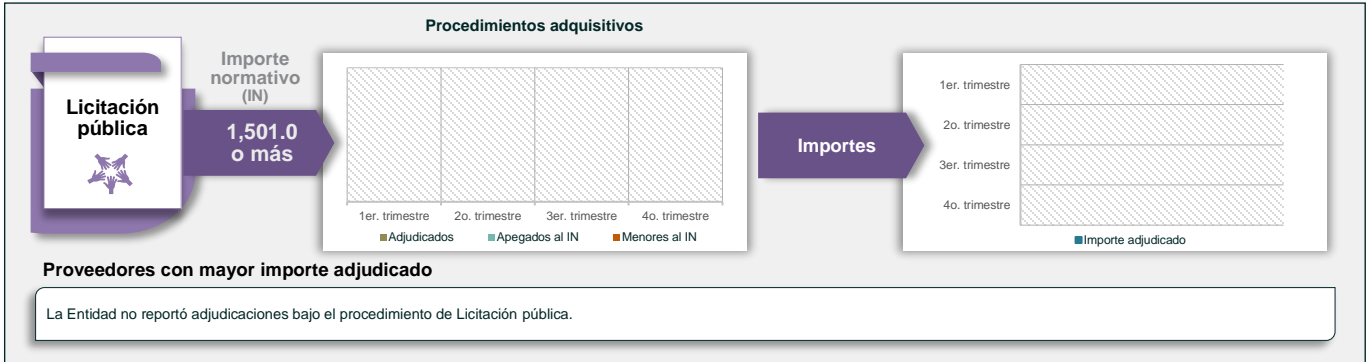 Procedimientos adquisitivos
Licitación
pública
Importe
normativo
(IN)
1,501.0
o más
1er. trimestre
2o. trimestre
3er. trimestre
4o. trimestre
Adjudicados
Apegados al IN
Menores al IN
Importes
1er. trimestre
2o. trimestre
3er. trimestre
4o. trimestre
Importe adjudicado
Proveedores con mayor importe adjudicado
La Entidad no reportó adjudicaciones bajo el procedimiento de Licitación pública.